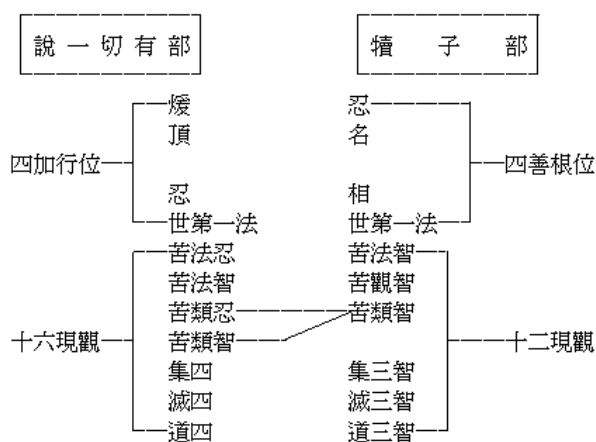 說一切有部 犢子部
煖 忍
頂 名
四加行位 四善根位
忍 相
世第一法 世第一法
苦法忍 苦法智
苦法智 苦觀智
苦類忍 苦類智
十六現觀 苦類智 十二現觀
集四 集三智
滅四 滅三智
道四 道三智